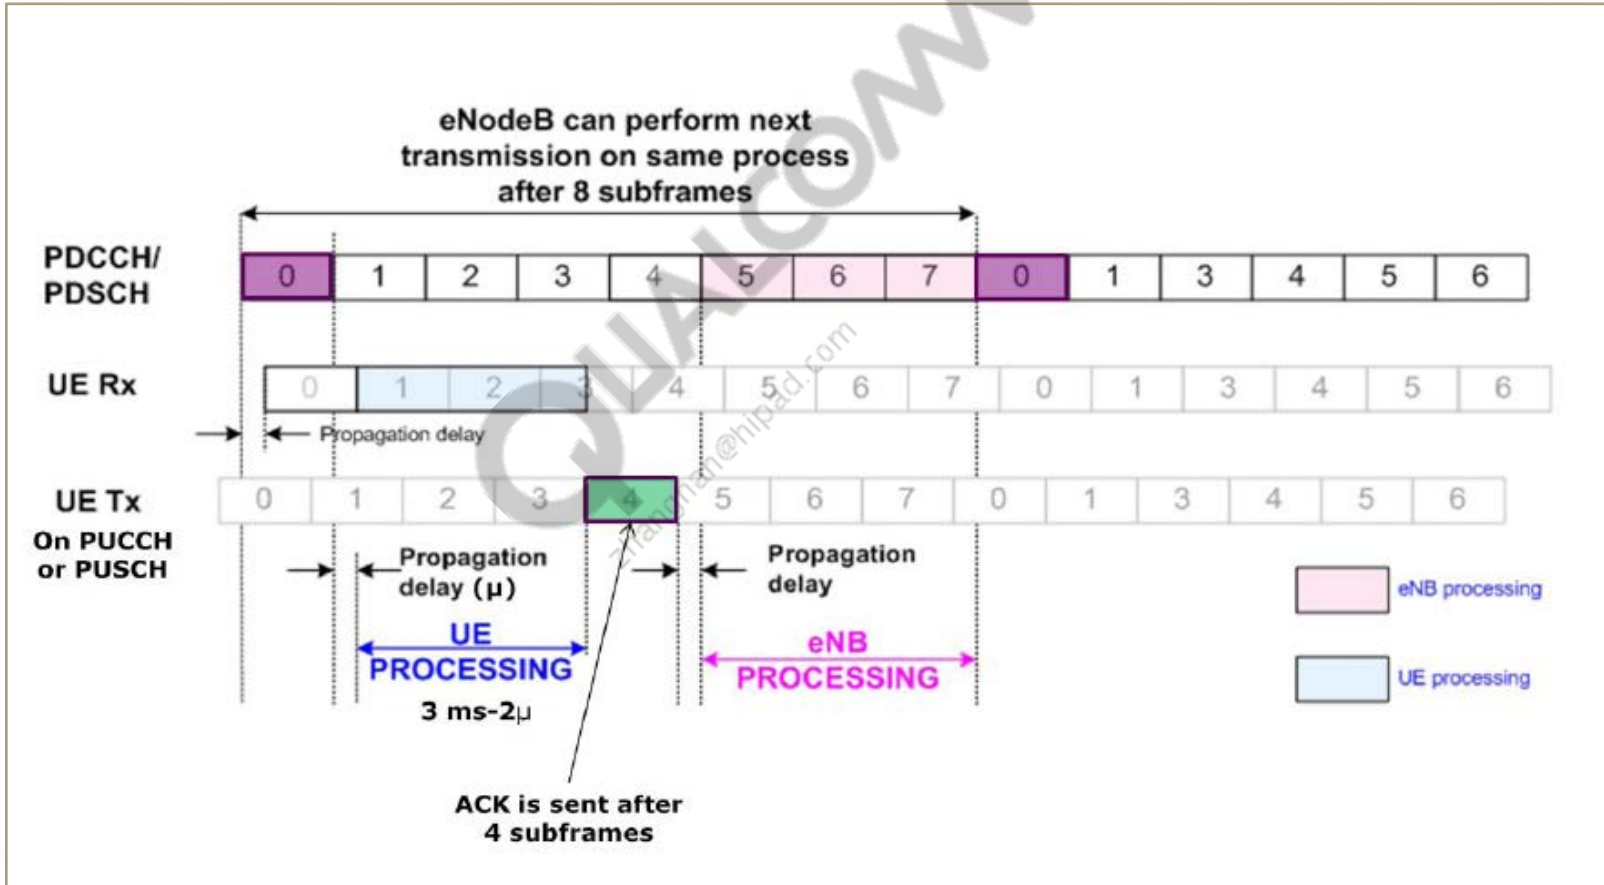 eNodeB can perform next
transmission on same process
after 8 subframes
PDCCH/
PDSCH
0 1 2 3 4 5 6 7 0 1 3 4 5 6
UE Rx
0 1 2 3 4 5 6 7 0 1 3 4 5 6
Propagation delay
UE Tx
On PUCCH
or PUSCH
0 1 2 3 4 5 6 7 0 1 3 4 5 6
Propagation
delay (μ)
Propagation
delay
UE
PROCESSING
3 ms-2μ
eNB
PROCESSING
eNB processing
UE processing
ACK is sent after
4 subframes
QUALCOMM